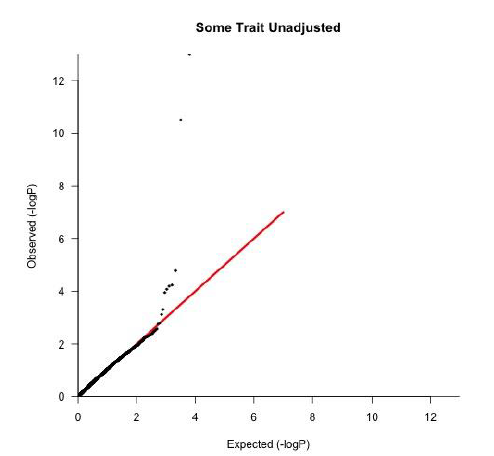 Some Trait Unadjusted
Observed (-logP)
12
10
8
6
4
2
0
0 2 4 6 8 10 12
Expected (-logP)